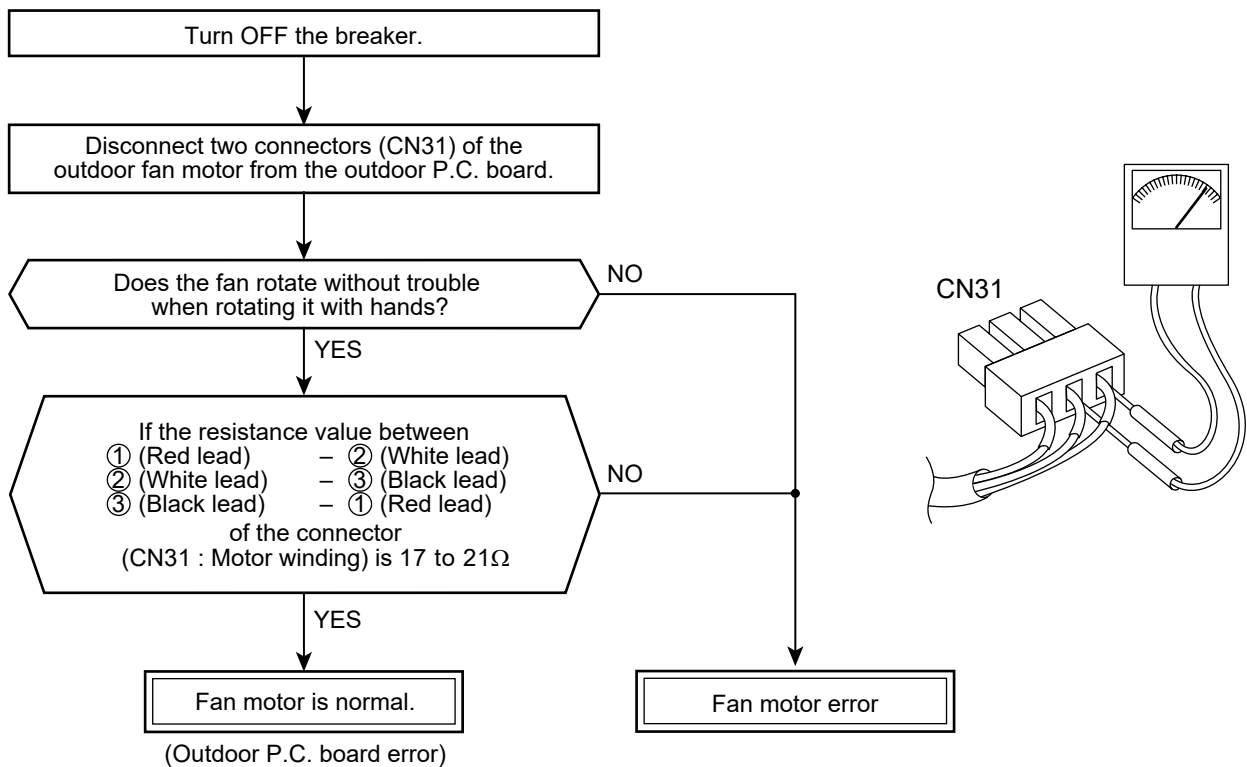 Turn OFF the breaker.
Disconnect two connectors (CN31) of the
outdoor fan motor from the outdoor P.C. board.
Does the fan rotate without trouble
when rotating it with hands?
NO
YES
If the resistance value between
① (Red lead) – ② (White lead)
② (White lead) – ③ (Black lead)
③ (Black lead) – ① (Red lead)
of the connector
(CN31 : Motor winding) is 17 to 21Ω
NO
YES
Fan motor is normal.
(Outdoor P.C. board error)
Fan motor error
CN31